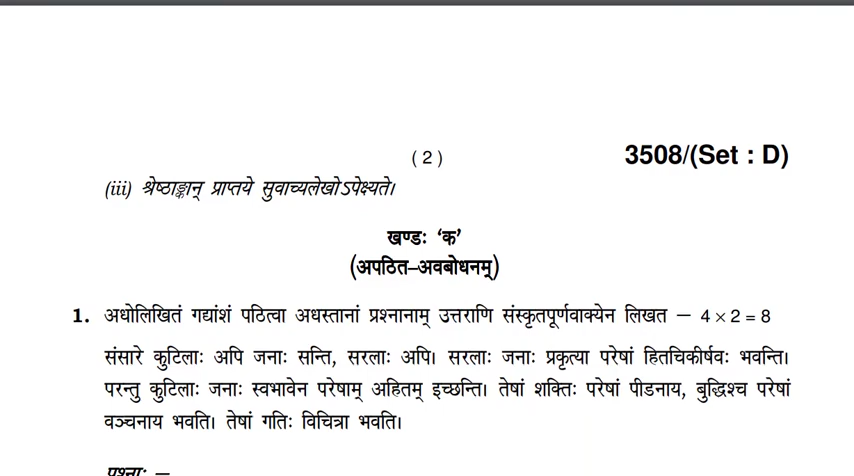 ( 2 )
3508/(Set : D)
(iii) श्रेष्ठाङ्कान् प्राप्तये सुवाच्यलेखोऽपेक्ष्यते।
खण्डः ‘क’
(अपठित–अवबोधनम्)
1. अधोलिखितं गद्यांशं पठित्वा अधस्तानां प्रश्नानाम् उत्तराणि संस्कृतपूर्णवाक्येन लिखत – 4 × 2 = 8
संसारे कुटिलाः अपि जनाः सन्ति, सरलाः अपि। सरलाः जनाः प्रकृत्या परेषां हितचिकीर्षवः भवन्ति।
परन्तु कुटिलाः जनाः स्वभावेन परेषाम् अहितम् इच्छन्ति। तेषां शक्तिः परेषां पीडनाय, बुद्धिश्च परेषां
वञ्चनाय भवति। तेषां गतिः विचित्रा भवति।
प्रश्नाः –